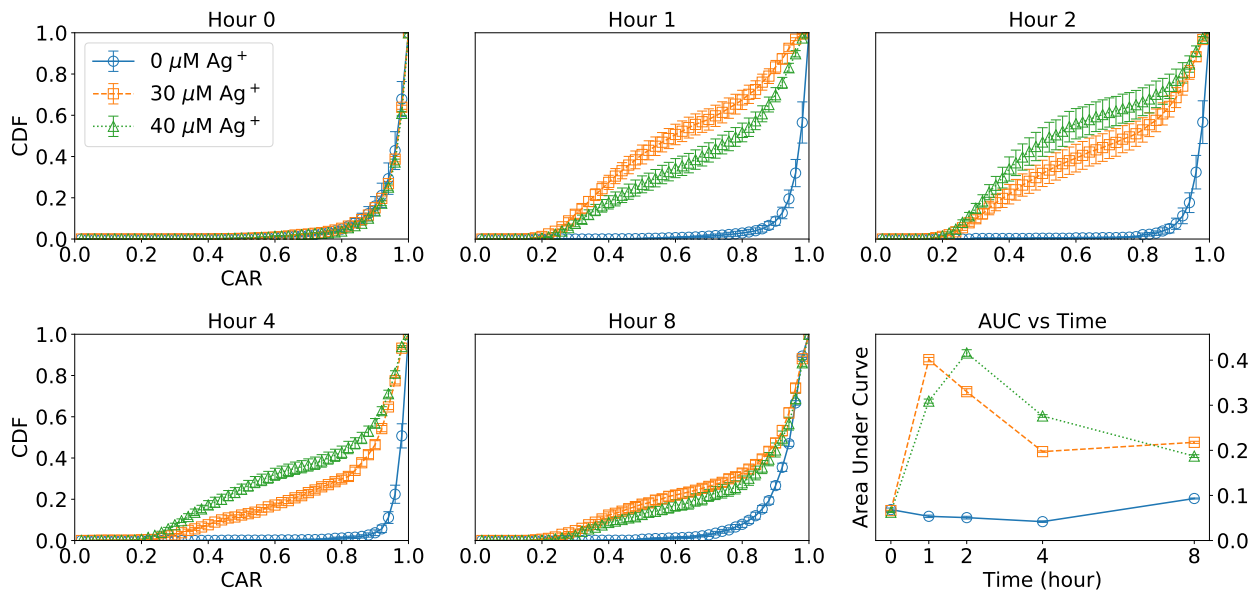 Hour 0
Hour 1
Hour 2
0 μM Ag⁺
30 μM Ag⁺
40 μM Ag⁺
CDF
1.0
0.8
0.6
0.4
0.2
0.0
0.0 0.2 0.4 0.6 0.8 1.0
0.0 0.2 0.4 0.6 0.8 1.0
0.0 0.2 0.4 0.6 0.8 1.0
CAR
Hour 4
Hour 8
AUC vs Time
CDF
1.0
0.8
0.6
0.4
0.2
0.0
0.0 0.2 0.4 0.6 0.8 1.0
CAR
0.0 0.2 0.4 0.6 0.8 1.0
CAR
Area Under Curve
0.4
0.3
0.2
0.1
0.0
0 1 2 4 8
Time (hour)